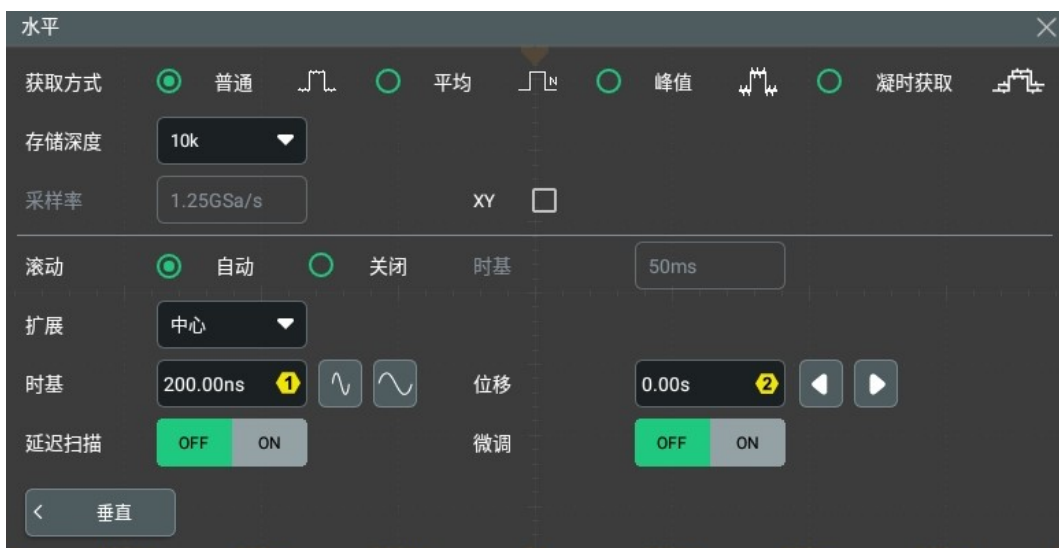 水平
获取方式 普通 平均 N 峰值 凝时获取
存储深度 10k
采样率 1.25GSa/s XY
滚动 自动 关闭 时基 50ms
扩展 中心
时基 200.00ns 1 位移 0.00s 2
延迟扫描 OFF ON 微调 OFF ON
垂直